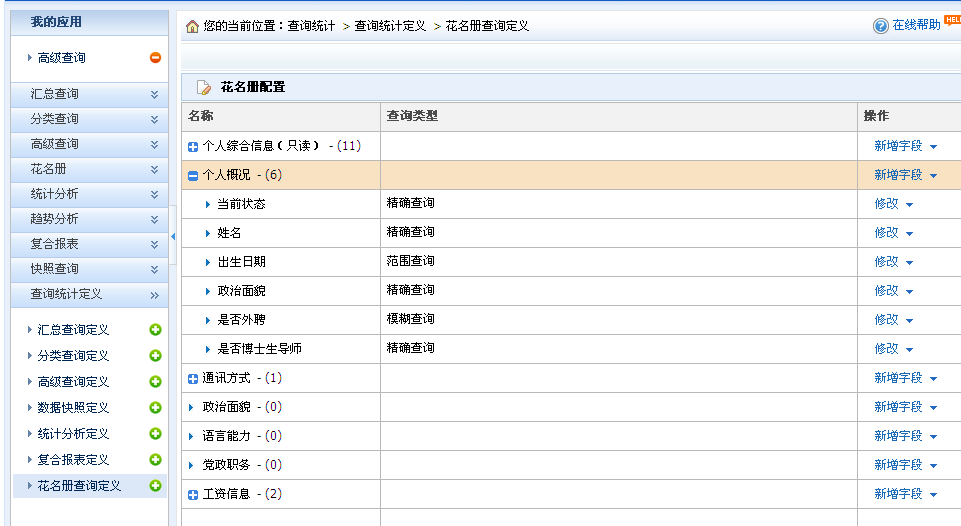 我的应用
高级查询
汇总查询
分类查询
高级查询
花名册
统计分析
趋势分析
复合报表
快照查询
查询统计定义
汇总查询定义
分类查询定义
高级查询定义
数据快照定义
统计分析定义
复合报表定义
花名册查询定义
您的当前位置：查询统计 > 查询统计定义 > 花名册查询定义
在线帮助 HEL
花名册配置
名称 查询类型 操作
个人综合信息（只读） - (11) 新增字段
个人概况 - (6) 新增字段
当前状态 精确查询 修改
姓名 精确查询 修改
出生日期 范围查询 修改
政治面貌 精确查询 修改
是否外聘 模糊查询 修改
是否博士生导师 精确查询 修改
通讯方式 - (1) 新增字段
政治面貌 - (0) 新增字段
语言能力 - (0) 新增字段
党政职务 - (0) 新增字段
工资信息 - (2) 新增字段